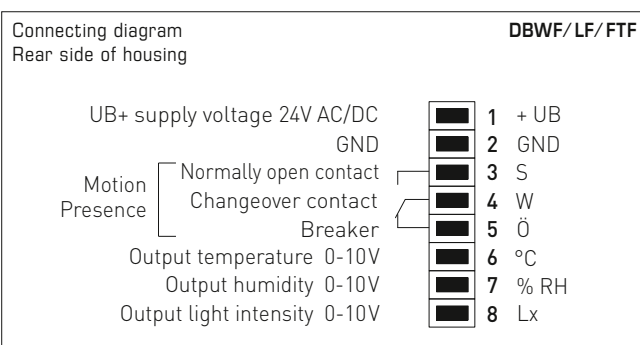 Connecting diagram DBWF/LF/FTF
Rear side of housing
UB+ supply voltage 24V AC/DC 1 + UB
GND 2 GND
Motion Presence
Normally open contact 3 S
Changeover contact 4 W
Breaker 5 Ö
Output temperature 0-10V 6 °C
Output humidity 0-10V 7 % RH
Output light intensity 0-10V 8 Lx